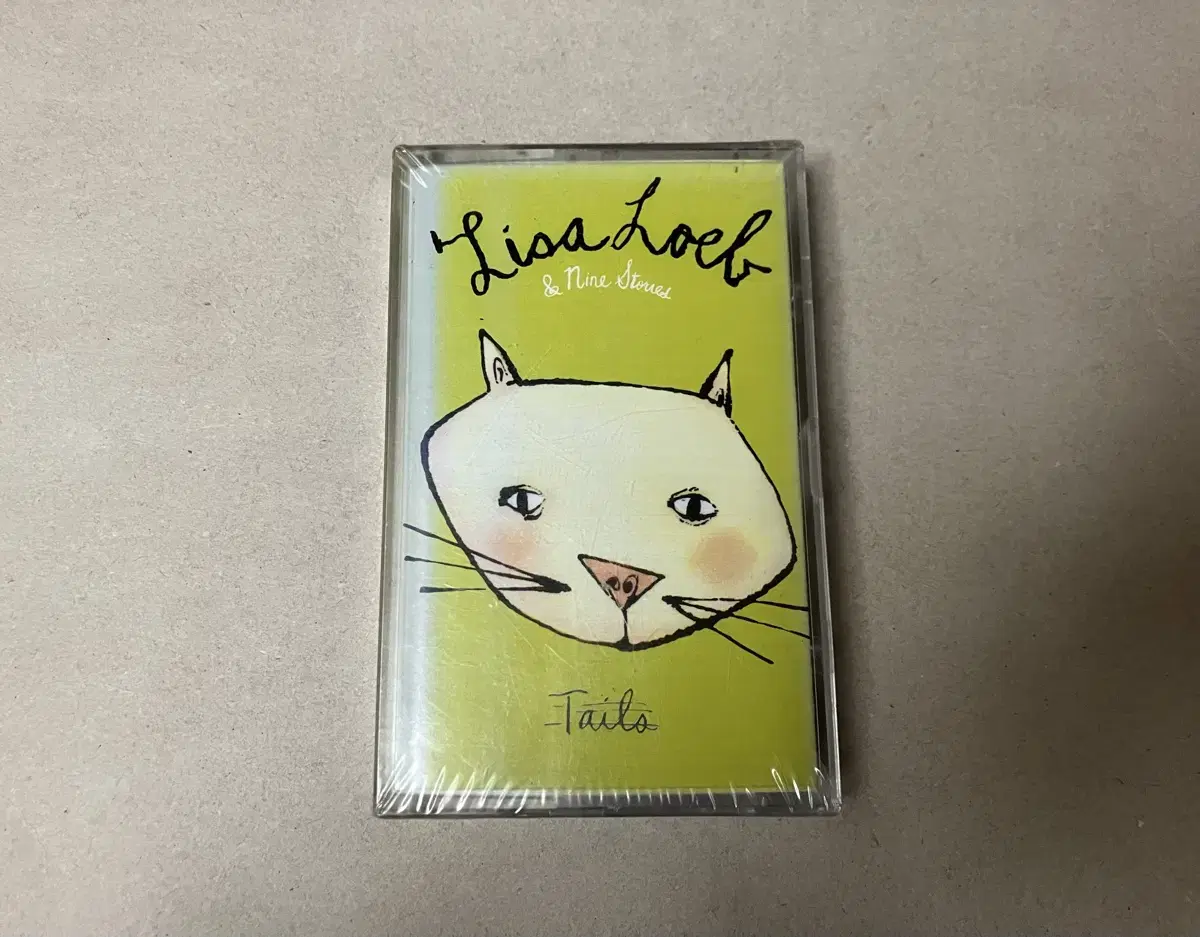 Lisa Loeb
& Nine Stories
Tails